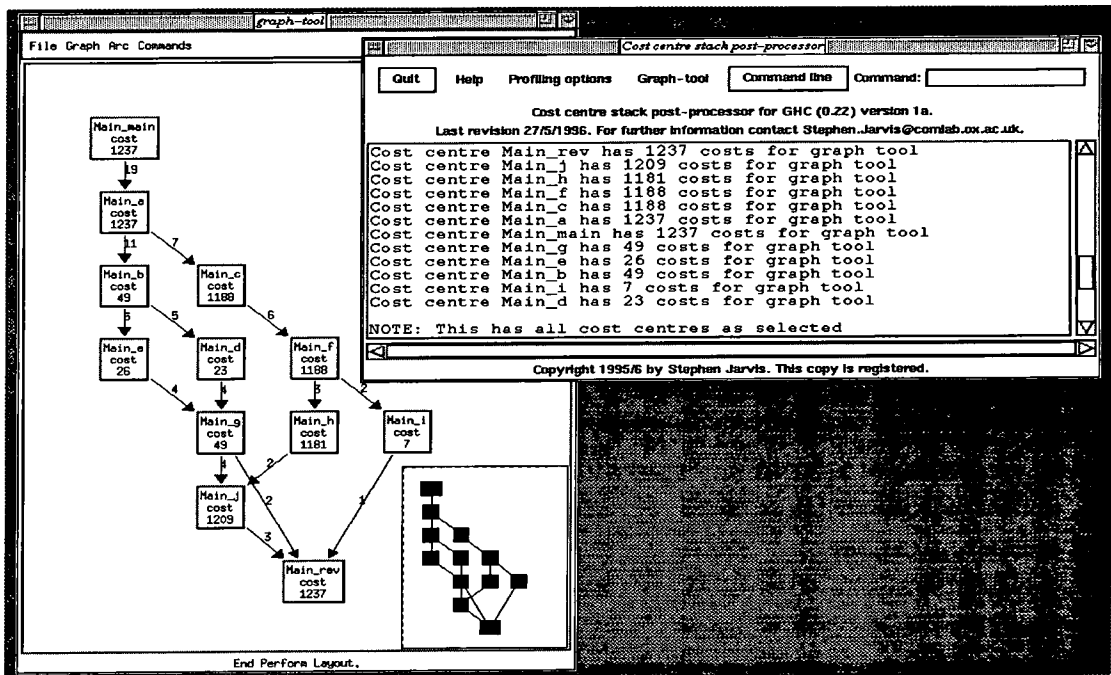 graph-tool
File Graph Arc Commands
Main_main
cost
1237
19
Main_a
cost
1237
11
7
Main_b
cost
49
Main_c
cost
1188
5
5
6
Main_e
cost
26
Main_d
cost
23
Main_f
cost
1188
4
4
3
2
Main_g
cost
49
Main_h
cost
1181
Main_i
cost
7
4
2
2
1
Main_j
cost
1209
3
Main_rev
cost
1237
End Perform Layout.
Cost centre stack post-processor
Quit Help Profiling options Graph-tool Command line Command:
Cost centre stack post-processor for GHC (0.22) version 1a.
Last revision 27/5/1996. For further information contact Stephen.Jarvis@comlab.ox.ac.uk.
Cost centre Main_rev has 1237 costs for graph tool
Cost centre Main_j has 1209 costs for graph tool
Cost centre Main_h has 1181 costs for graph tool
Cost centre Main_f has 1188 costs for graph tool
Cost centre Main_c has 1188 costs for graph tool
Cost centre Main_a has 1237 costs for graph tool
Cost centre Main_main has 1237 costs for graph tool
Cost centre Main_g has 49 costs for graph tool
Cost centre Main_e has 26 costs for graph tool
Cost centre Main_b has 49 costs for graph tool
Cost centre Main_i has 7 costs for graph tool
Cost centre Main_d has 23 costs for graph tool
NOTE: This has all cost centres as selected
Copyright 1995/6 by Stephen Jarvis. This copy is registered.